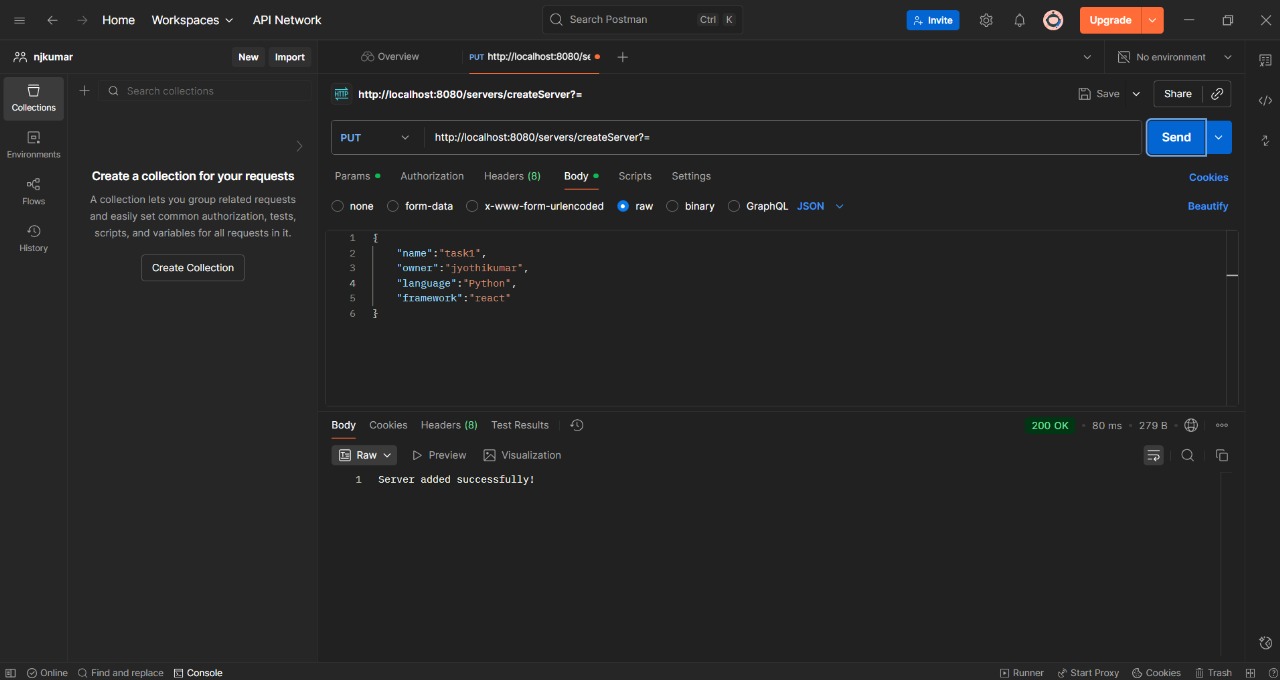 Home Workspaces API Network Search Postman Ctrl K Invite Upgrade
njkumar New Import Overview PUT http://localhost:8080/se No environment
Collections Search collections
http://localhost:8080/servers/createServer?= Save Share
Environments
PUT http://localhost:8080/servers/createServer?= Send
Create a collection for your requests
A collection lets you group related requests
and easily set common authorization, tests,
scripts, and variables for all requests in it.
Create Collection
Flows
History
Params Authorization Headers (8) Body Scripts Settings Cookies
none form-data x-www-form-urlencoded raw binary GraphQL JSON Beautify
1 {
2 "name":"task1",
3 "owner":"jyothikumar",
4 "language":"Python",
5 "framework":"react"
6 }
Body Cookies Headers (8) Test Results 200 OK • 80 ms • 279 B
Raw Preview Visualization
1 Server added successfully!
Online Find and replace Console Runner Start Proxy Cookies Trash